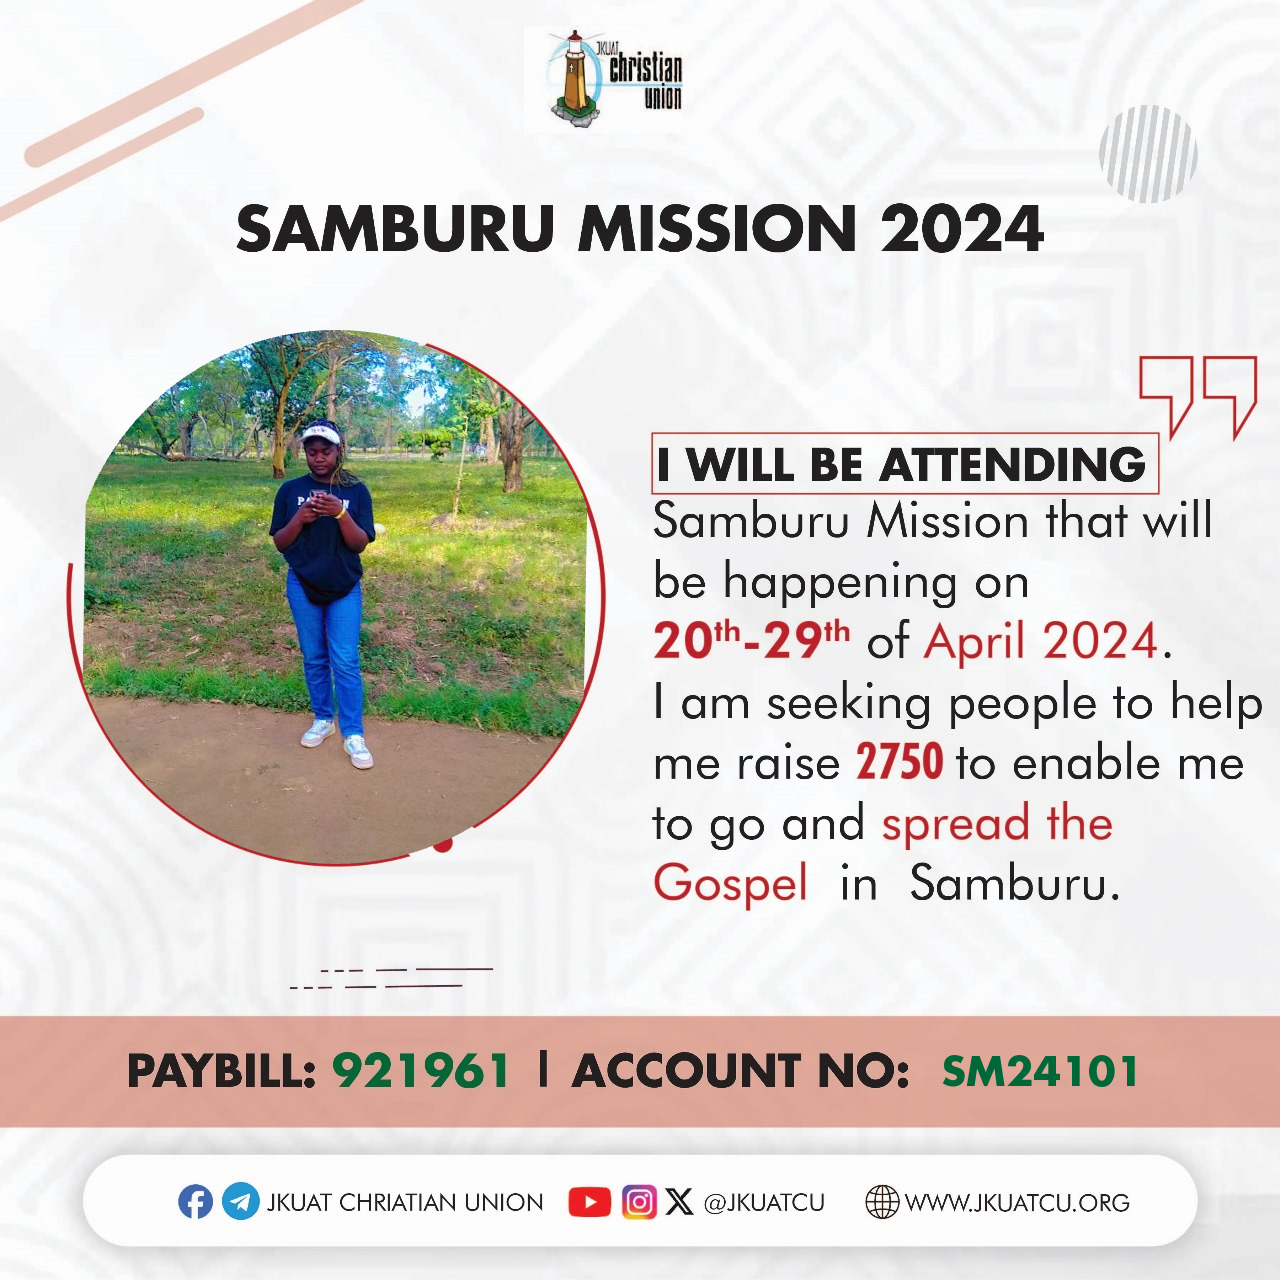 JKUAT
christian
union
SAMBURU MISSION 2024
I WILL BE ATTENDING
Samburu Mission that will
be happening on
20th-29th of April 2024.
I am seeking people to help
me raise 2750 to enable me
to go and spread the
Gospel in Samburu.
PAYBILL: 921961 | ACCOUNT NO: SM24101
JKUAT CHRIATIAN UNION @JKUATCU WWW.JKUATCU.ORG